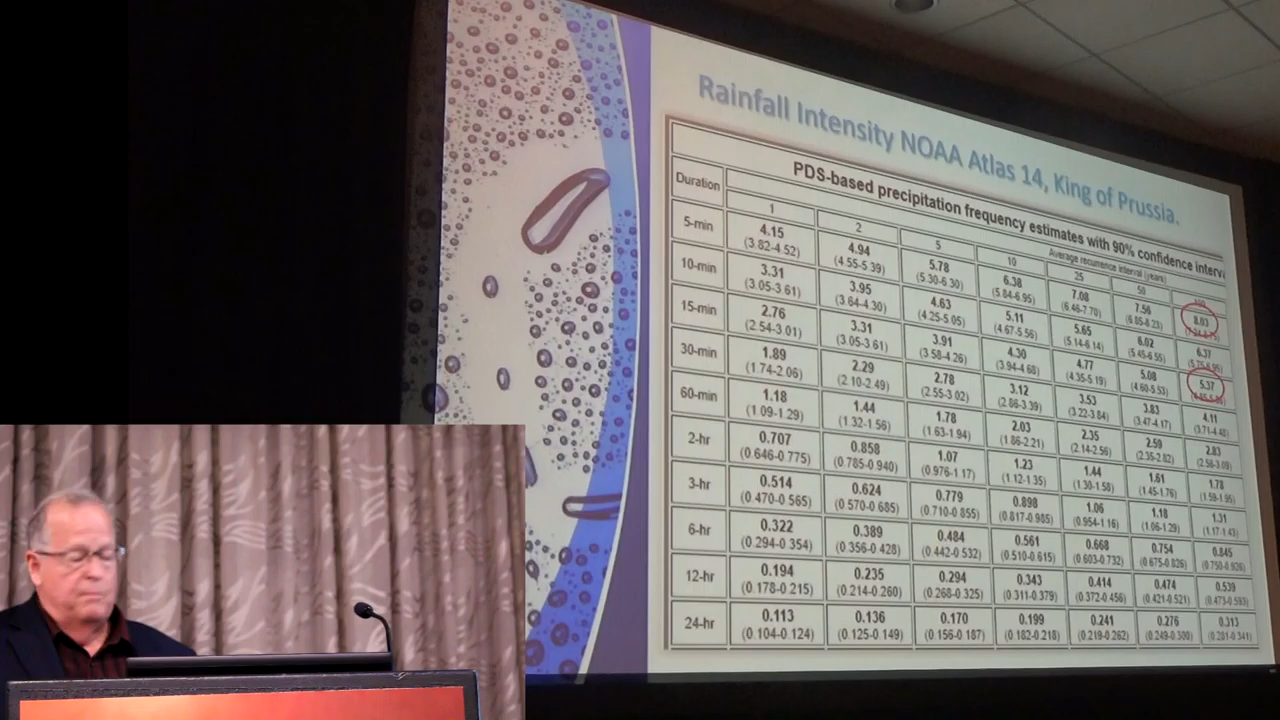 Rainfall Intensity NOAA Atlas 14, King of Prussia.
PDS-based precipitation frequency estimates with 90% confidence
Duration Average recurrence interval (years)
1 2 5 10 25 50
5-min 4.15 4.94 5.78 6.38 7.08 7.56 8.03
(3.82-4.52) (4.55-5.39) (5.30-6.30) (5.84-6.95) (6.46-7.70) (6.85-8.23)
10-min 3.31 3.95 4.63 5.11 5.65 6.02 6.37
(3.05-3.61) (3.64-4.30) (4.25-5.05) (4.67-5.56) (5.14-6.14) (5.45-6.55)
15-min 2.76 3.31 3.91 4.30 4.77 5.08 5.37
(2.54-3.01) (3.05-3.61) (3.58-4.26) (3.94-4.68) (4.35-5.19) (4.60-5.53)
30-min 1.89 2.29 2.78 3.12 3.53 3.83 4.11
(1.74-2.06) (2.10-2.49) (2.55-3.02) (2.86-3.39) (3.22-3.84) (3.47-4.17) (3.71-4.48)
60-min 1.18 1.44 1.78 2.03 2.35 2.59 2.83
(1.09-1.29) (1.32-1.56) (1.63-1.94) (1.86-2.21) (2.14-2.56) (2.35-2.82) (2.56-3.09)
2-hr 0.707 0.858 1.07 1.23 1.44 1.61 1.78
(0.646-0.775) (0.785-0.940) (0.976-1.17) (1.12-1.35) (1.30-1.58) (1.45-1.76) (1.59-1.95)
3-hr 0.514 0.624 0.779 0.898 1.06 1.18 1.31
(0.470-0.565) (0.570-0.685) (0.710-0.855) (0.817-0.985) (0.954-1.16) (1.06-1.29) (1.17-1.43)
6-hr 0.322 0.389 0.484 0.561 0.668 0.754 0.845
(0.294-0.354) (0.356-0.428) (0.442-0.532) (0.510-0.615) (0.603-0.732) (0.675-0.826) (0.750-0.926)
12-hr 0.194 0.235 0.294 0.343 0.414 0.474 0.539
(0.178-0.215) (0.214-0.260) (0.268-0.325) (0.311-0.379) (0.372-0.456) (0.421-0.521) (0.473-0.593)
24-hr 0.113 0.136 0.170 0.199 0.241 0.276 0.313
(0.104-0.124) (0.125-0.149) (0.156-0.187) (0.182-0.218) (0.219-0.262) (0.249-0.300) (0.281-0.341)